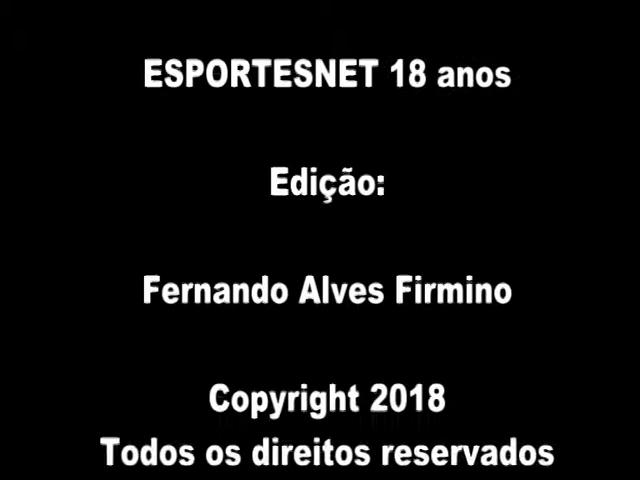 ESPORTESNET 18 anos
Edição:
Fernando Alves Firmino
Copyright 2018
Todos os direitos reservados